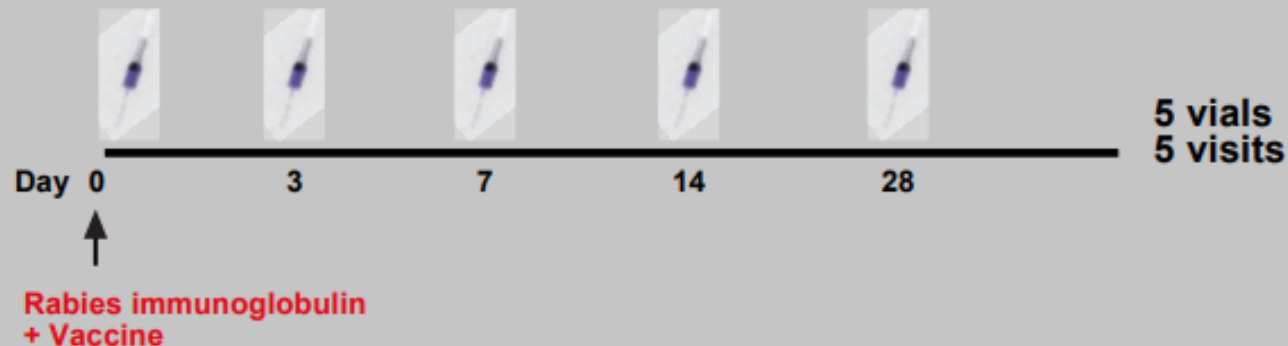 5 vials
5 visits
Day 0 3 7 14 28
Rabies immunoglobulin
+ Vaccine